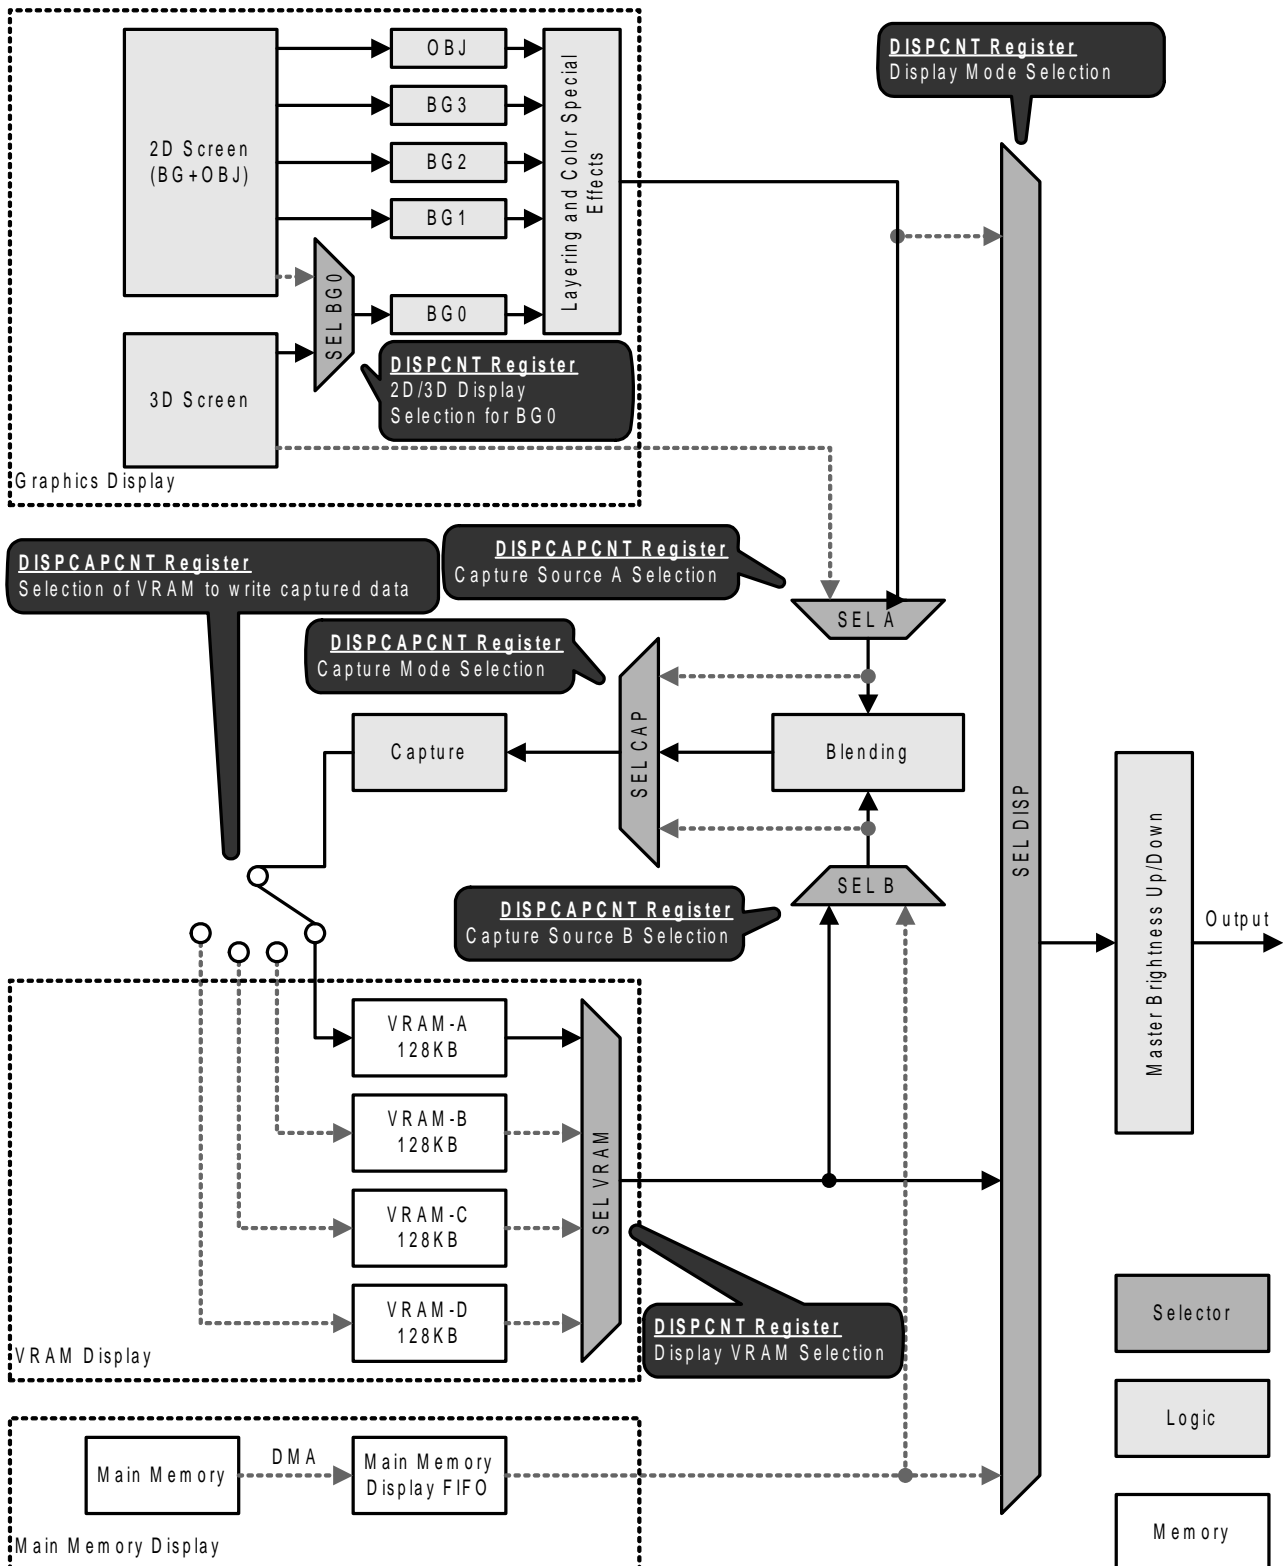 OBJ
DISPCNT Register
Display Mode Selection
BG3
2D Screen
(BG+OBJ)
BG2
BG1
Layering and Color Special
Effects
SEL BG0
BG0
DISPCNT Register
2D/3D Display
Selection for BG0
3D Screen
Graphics Display
DISPCAPCNT Register
Capture Source A Selection
DISPCAPCNT Register
Selection of VRAM to write captured data
SEL A
DISPCAPCNT Register
Capture Mode Selection
SEL CAP
Capture
Blending
SEL DISP
Master Brightness Up/Down
SEL B
DISPCAPCNT Register
Capture Source B Selection
Output
VRAM-A
128KB
VRAM-B
128KB
SEL VRAM
VRAM-C
128KB
VRAM-D
128KB
DISPCNT Register
Display VRAM Selection
VRAM Display
Selector
Logic
Main Memory
DMA
Main Memory
Display FIFO
Memory
Main Memory Display